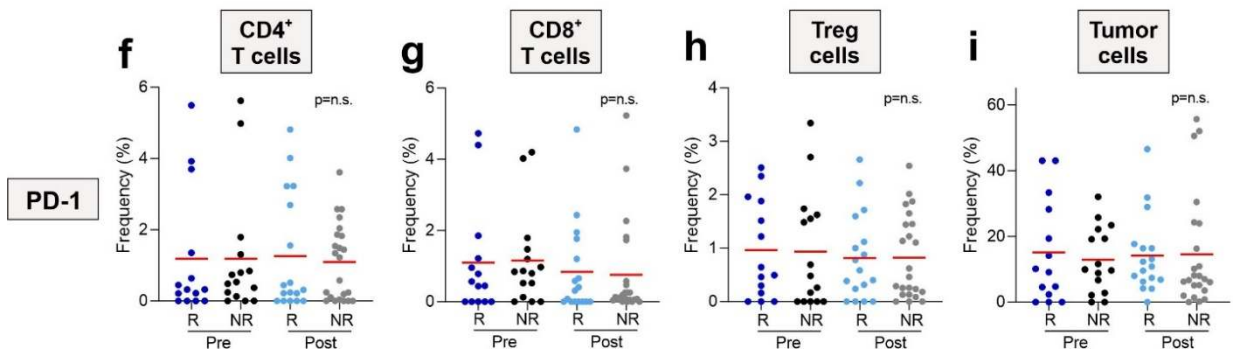 f
CD4+
T cells
g
CD8+
T cells
h
Treg
cells
i
Tumor
cells
PD-1
Frequency (%)
6
4
2
0
p=n.s.
R
NR
R
NR
Pre
Post
Frequency (%)
6
4
2
0
p=n.s.
R
NR
R
NR
Pre
Post
Frequency (%)
4
3
2
1
0
p=n.s.
R
NR
R
NR
Pre
Post
Frequency (%)
60
40
20
0
p=n.s.
R
NR
R
NR
Pre
Post